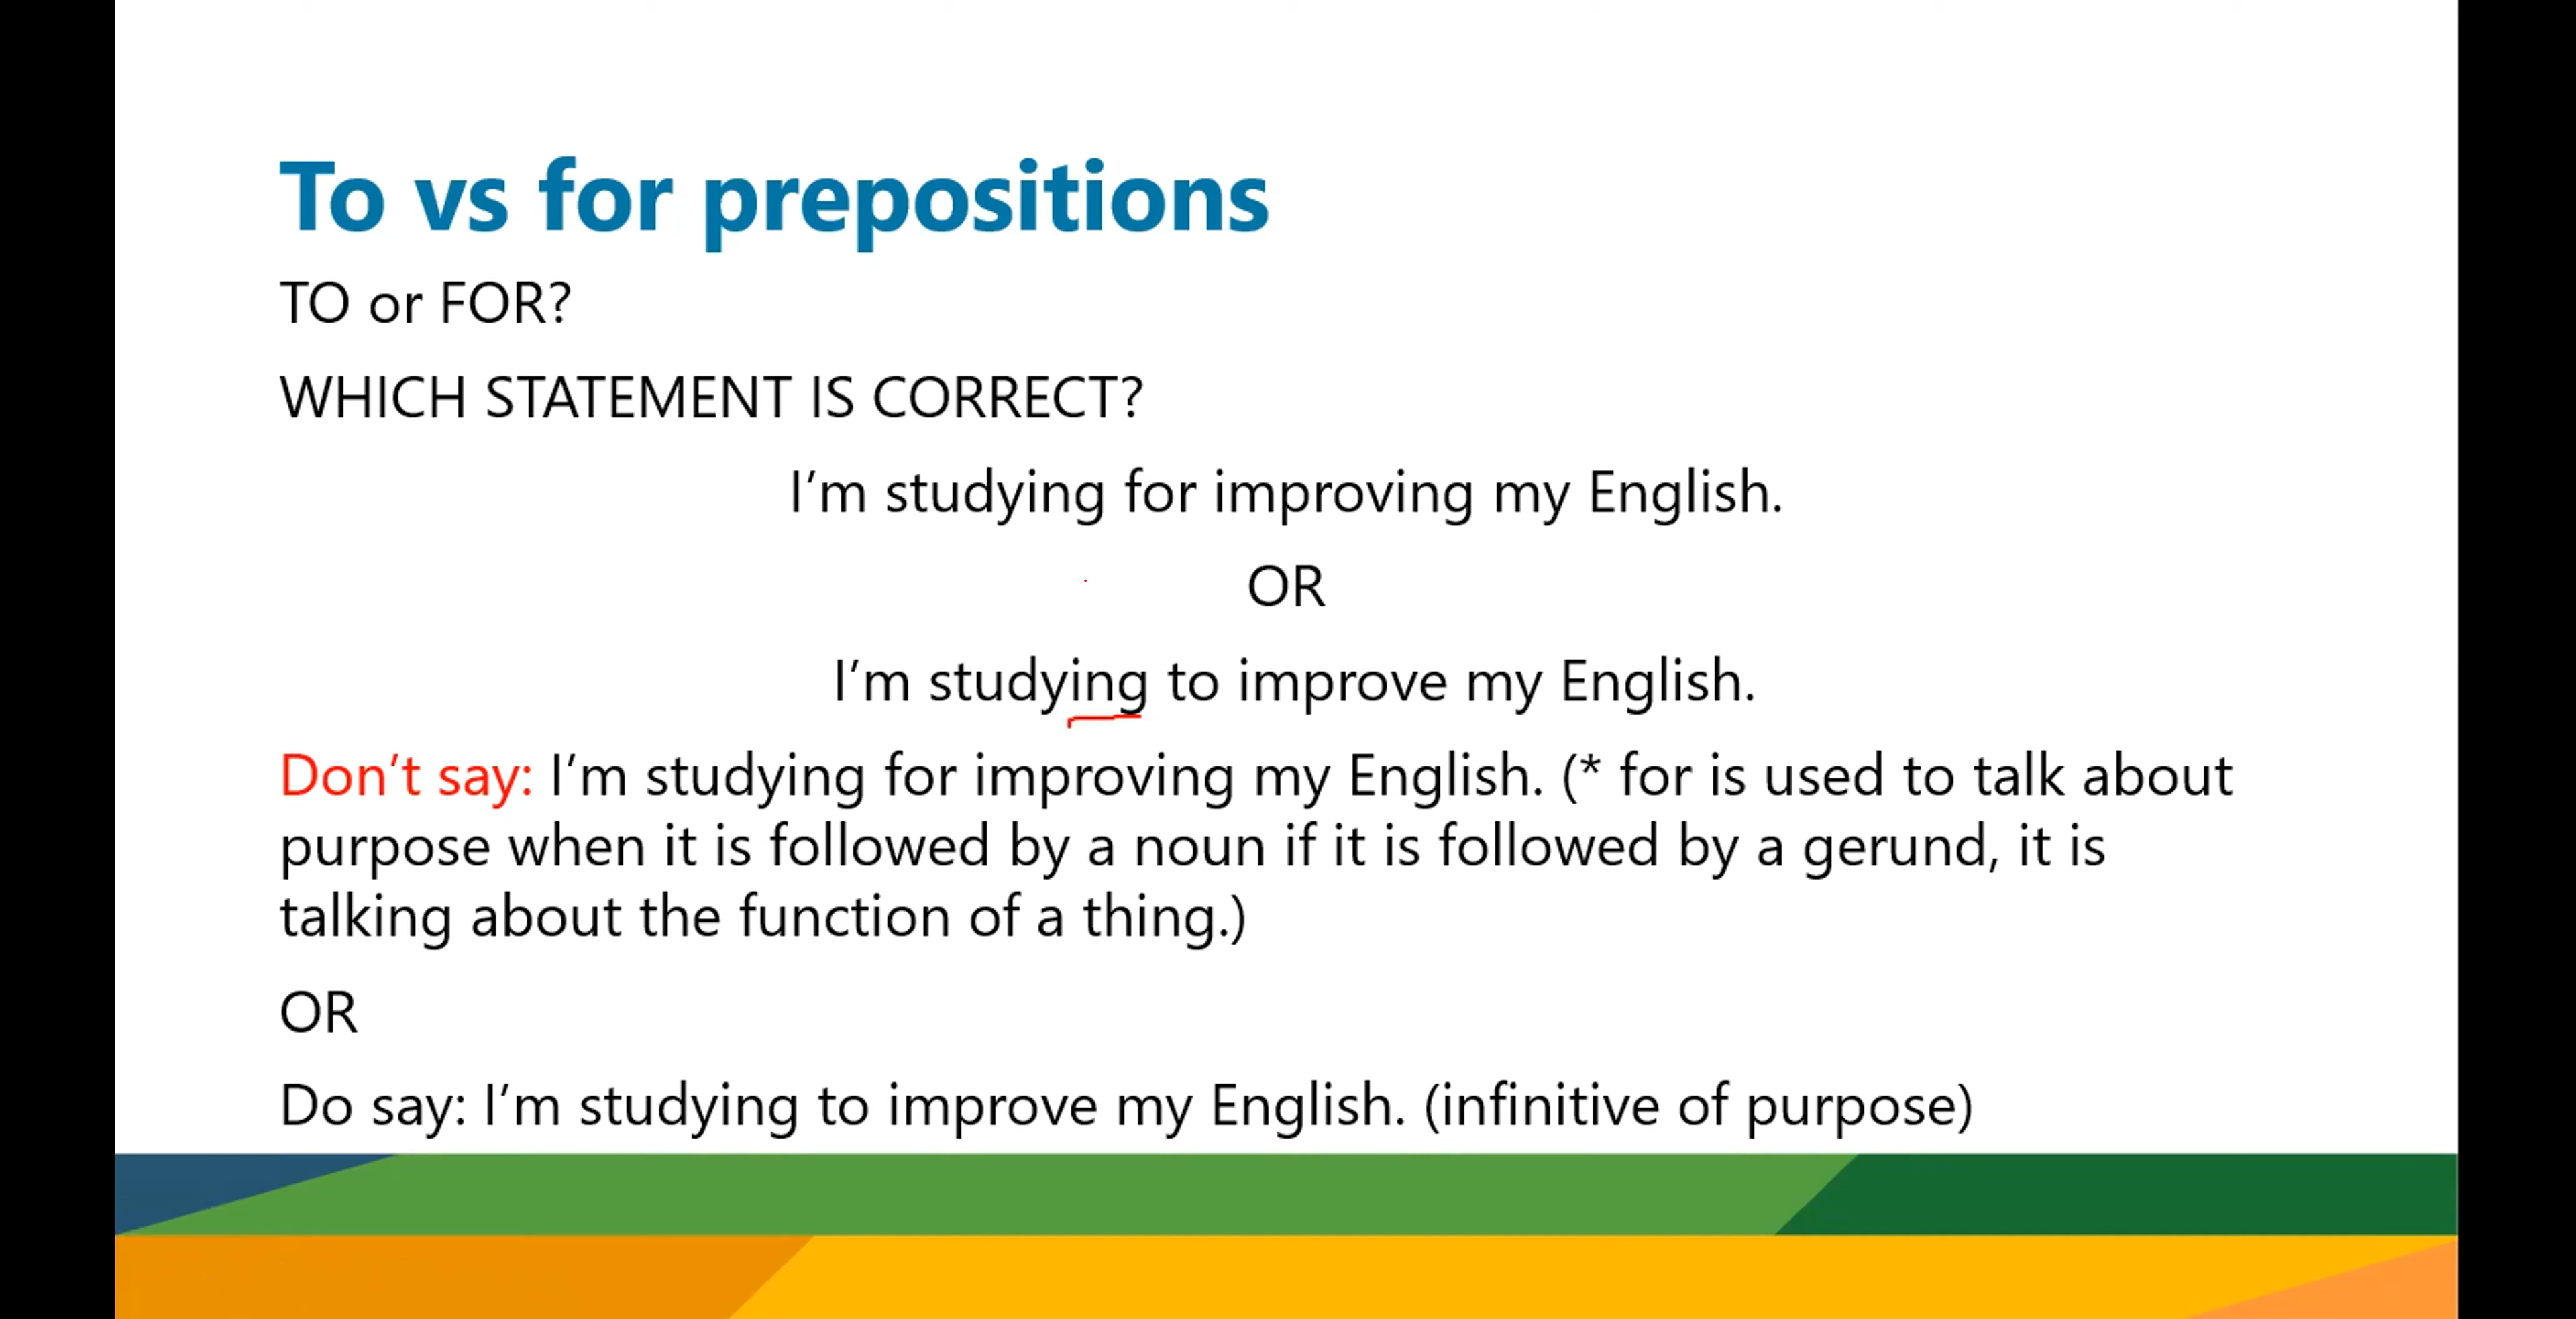 To vs for prepositions
TO or FOR?
WHICH STATEMENT IS CORRECT?
I’m studying for improving my English.
OR
I’m studying to improve my English.
Don’t say: I’m studying for improving my English. (* for is used to talk about
purpose when it is followed by a noun if it is followed by a gerund, it is
talking about the function of a thing.)
OR
Do say: I’m studying to improve my English. (infinitive of purpose)